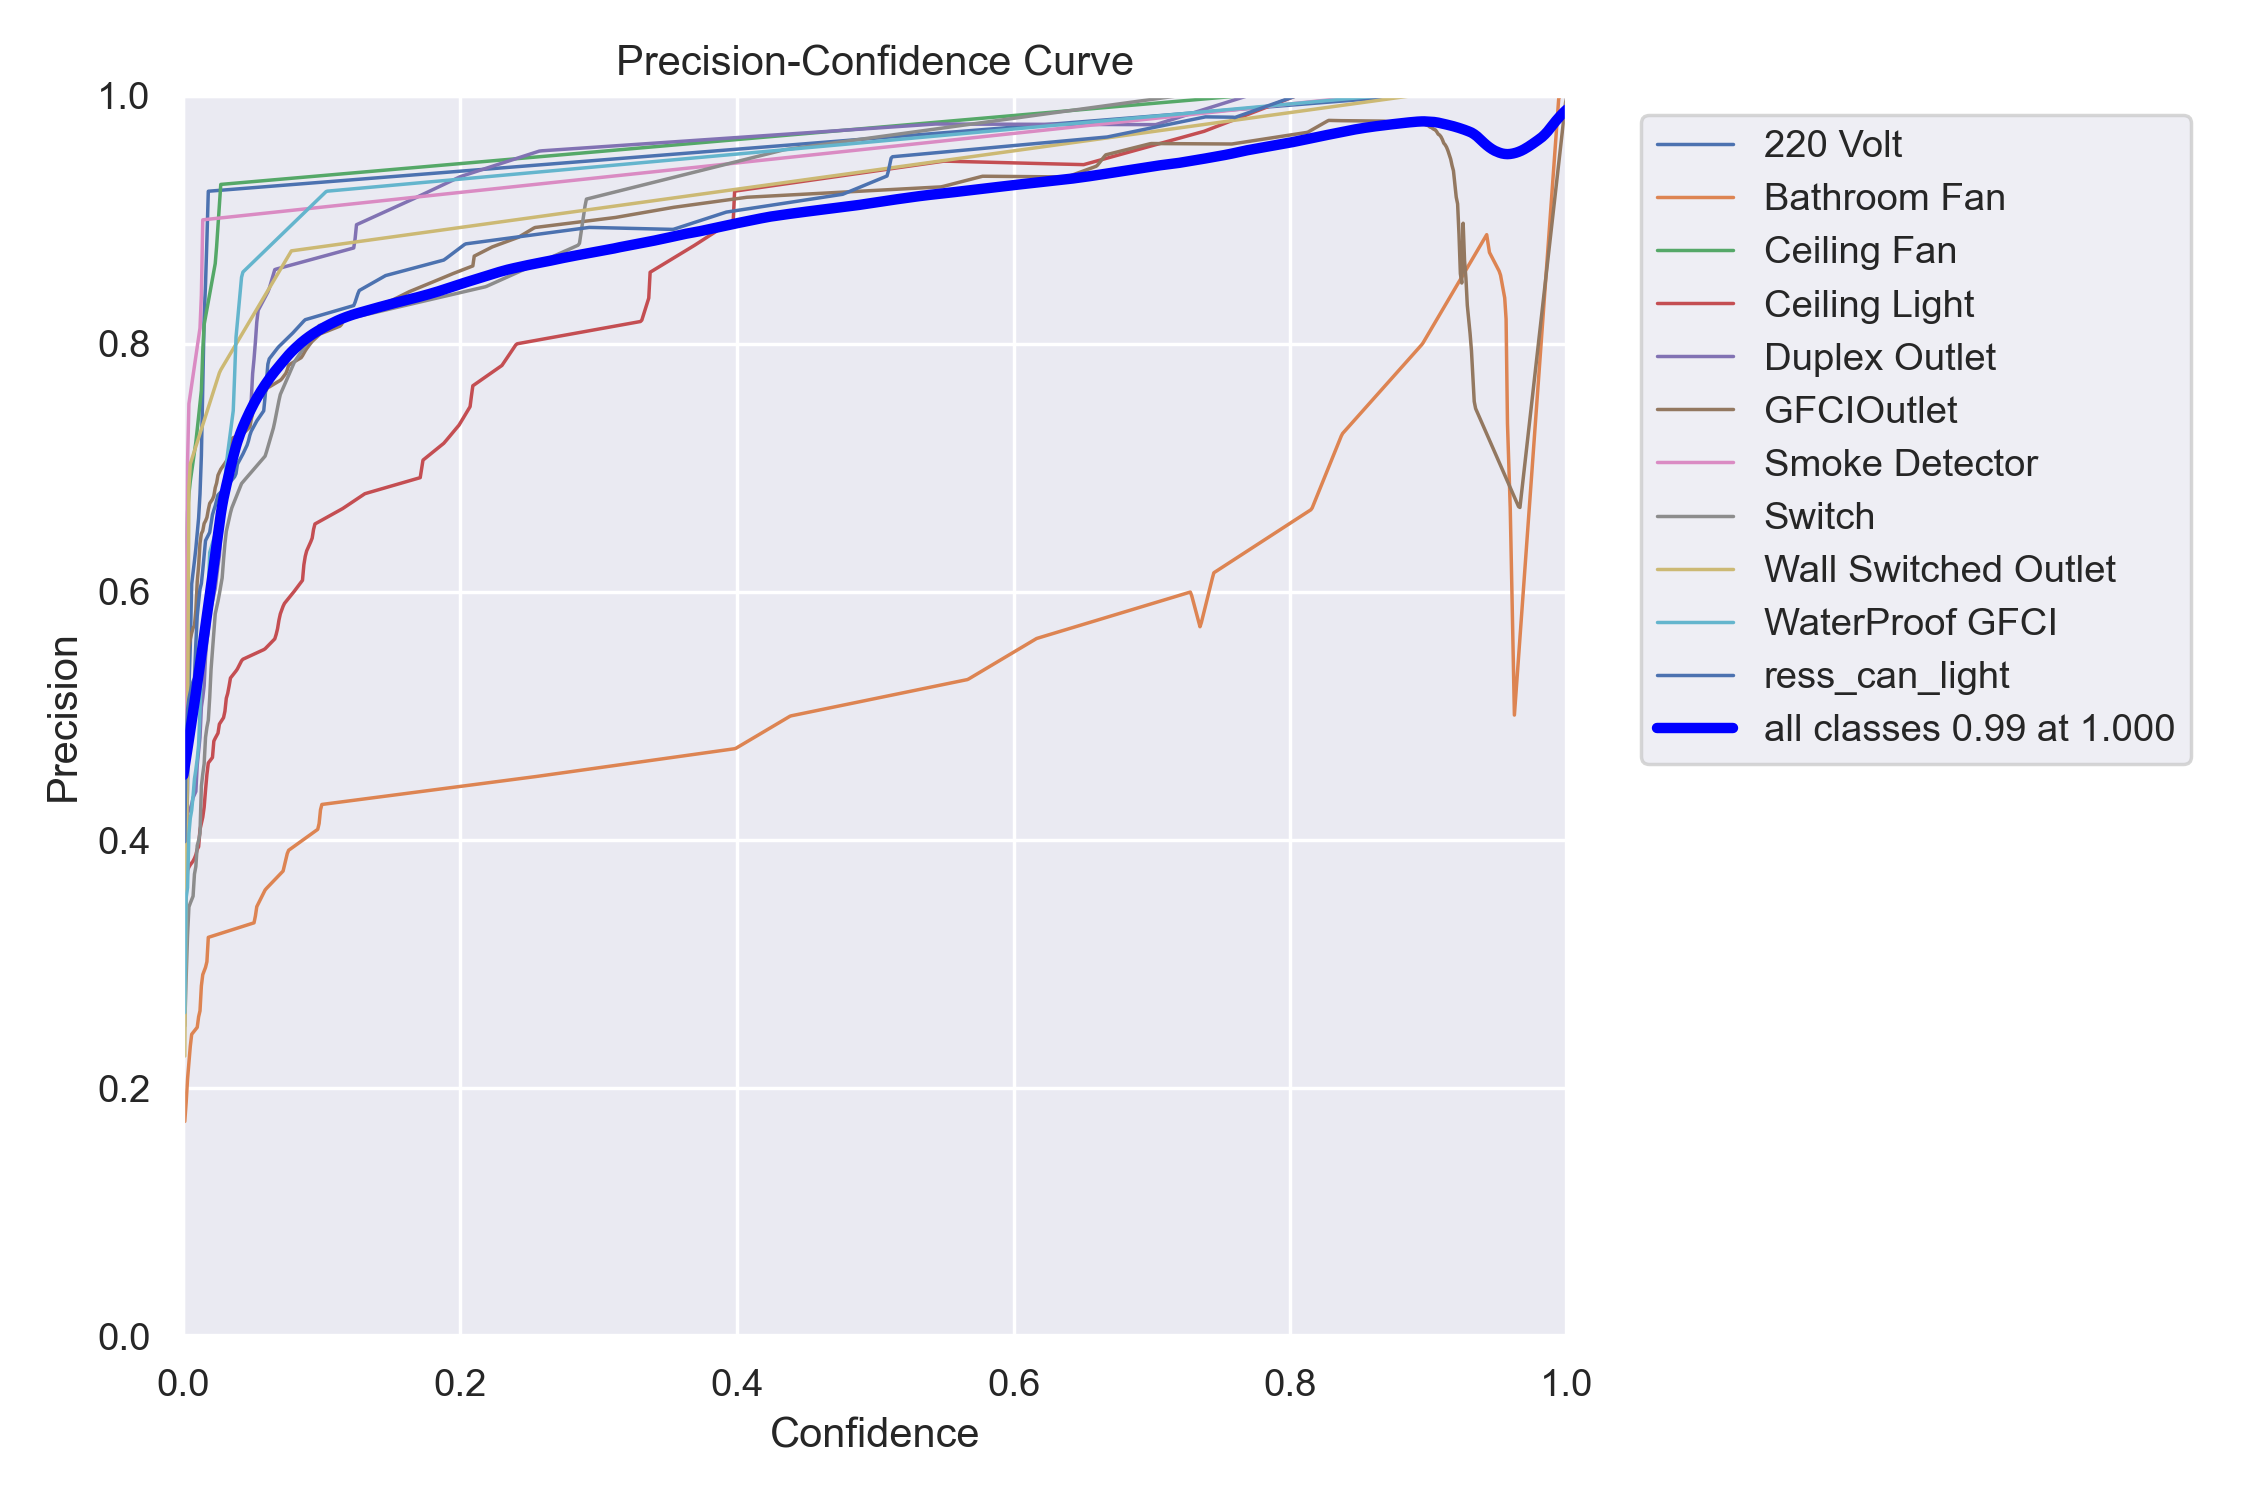 Precision-Confidence Curve
1.0
0.8
0.6
0.4
0.2
0.0
Precision
0.0 0.2 0.4 0.6 0.8 1.0
Confidence
220 Volt
Bathroom Fan
Ceiling Fan
Ceiling Light
Duplex Outlet
GFCIOutlet
Smoke Detector
Switch
Wall Switched Outlet
WaterProof GFCI
ress_can_light
all classes 0.99 at 1.000